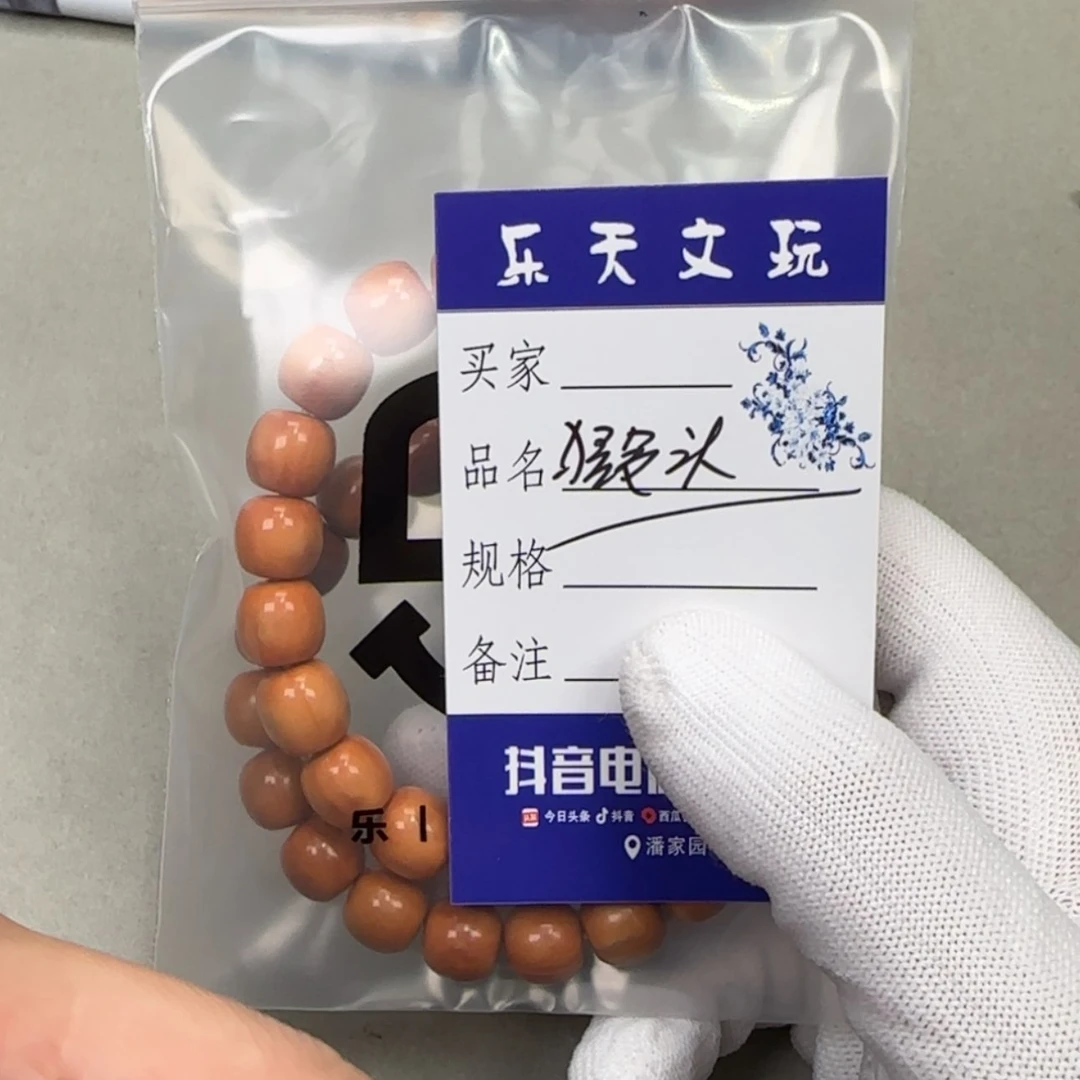 乐天文玩
买家
品名 猴头
规格
备注
抖音电
今日头条 抖音 西瓜
潘家园
乐